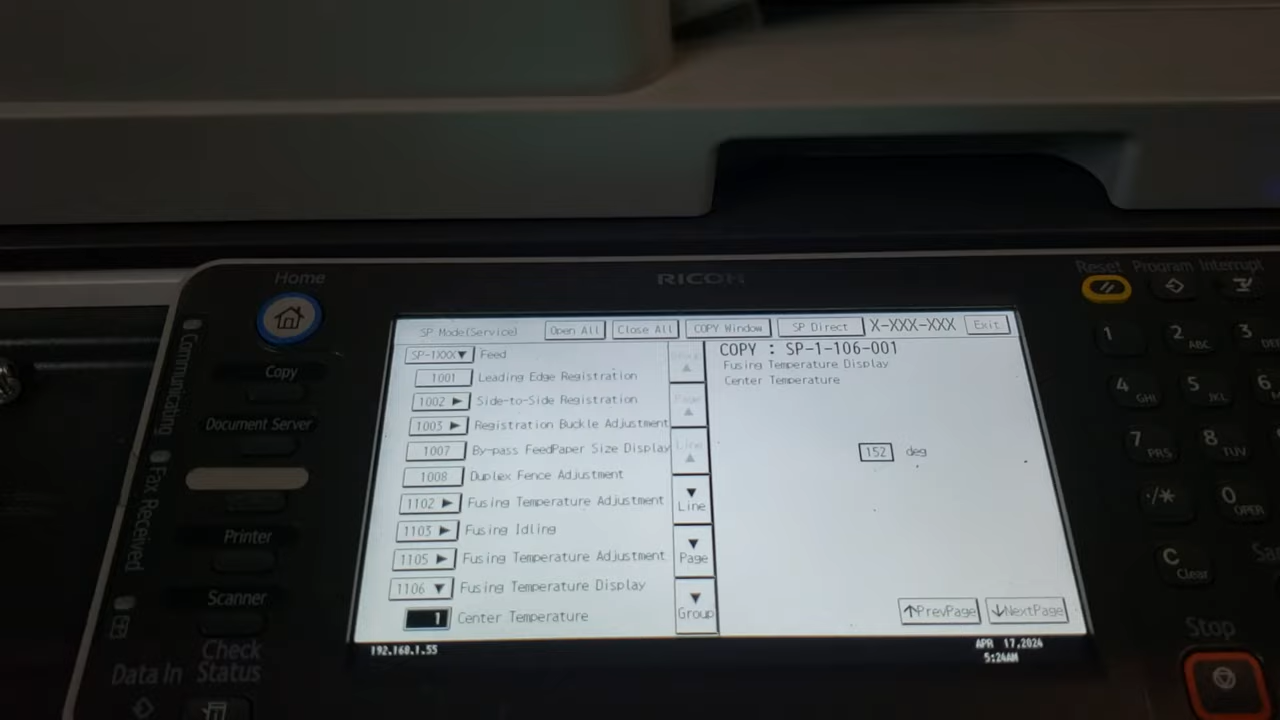 Home
RICOH
Reset Program Interrupt
Communicating
Copy
Document Server
Fax Received
Printer
Scanner
Check
Data In Status
SP Mode(Service) Open All Close All COPY Window SP Direct X-XXX-XXX Exit
SP-1XXX▼ Feed
1001 Leading Edge Registration
1002 ▶ Side-to-Side Registration
1003 ▶ Registration Buckle Adjustment
1007 By-pass FeedPaper Size Display
1008 Duplex Fence Adjustment
1102 ▶ Fusing Temperature Adjustment
1103 ▶ Fusing Idling
1105 ▶ Fusing Temperature Adjustment
1106 ▼ Fusing Temperature Display
1 Center Temperature
Page
Line
Line
Page
Group
COPY : SP-1-106-001
Fusing Temperature Display
Center Temperature
152 deg
↑PrevPage ↓NextPage
192.168.1.55
APR 17,2024
5:24AM
1 2 ABC 3
4 GHI 5 JKL 6
7 PRS 8 TUV
·/✳ 0 OPER
C Clear
Stop